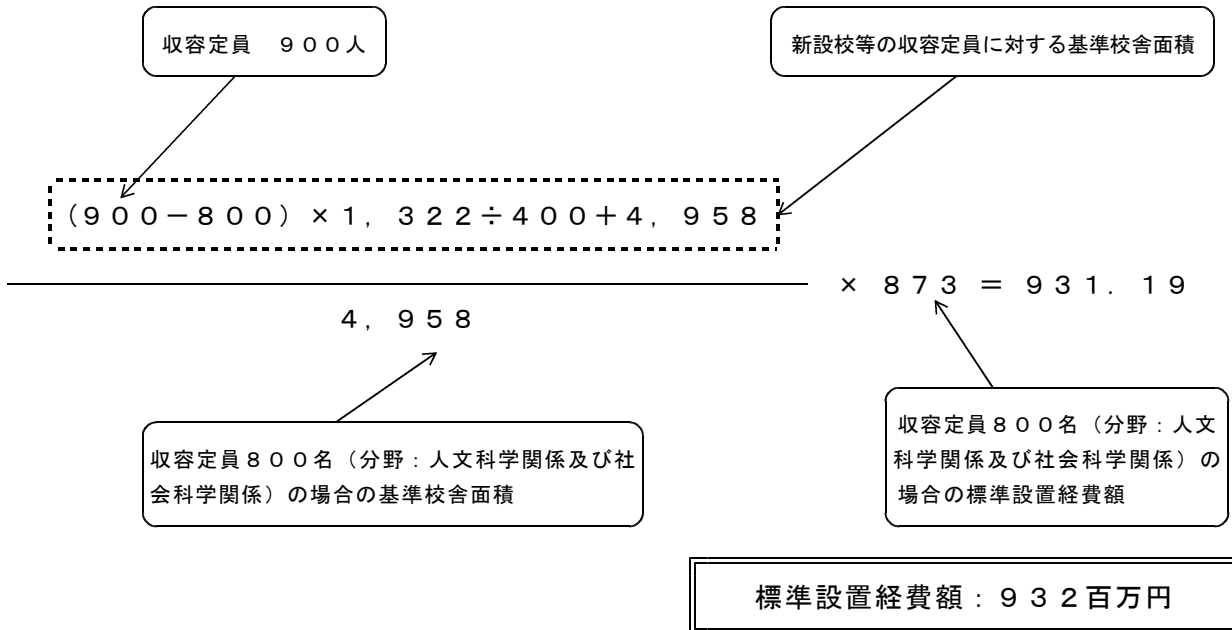 収容定員　９００人
新設校等の収容定員に対する基準校舎面積
（９００－８００）×１，３２２÷４００＋４，９５８
４，９５８
× ８７３ ＝ ９３１．１９
収容定員８００名（分野：人文科学関係及び社
会科学関係）の場合の基準校舎面積
収容定員８００名（分野：人文
科学関係及び社会科学関係）の
場合の標準設置経費額
標準設置経費額：９３２百万円